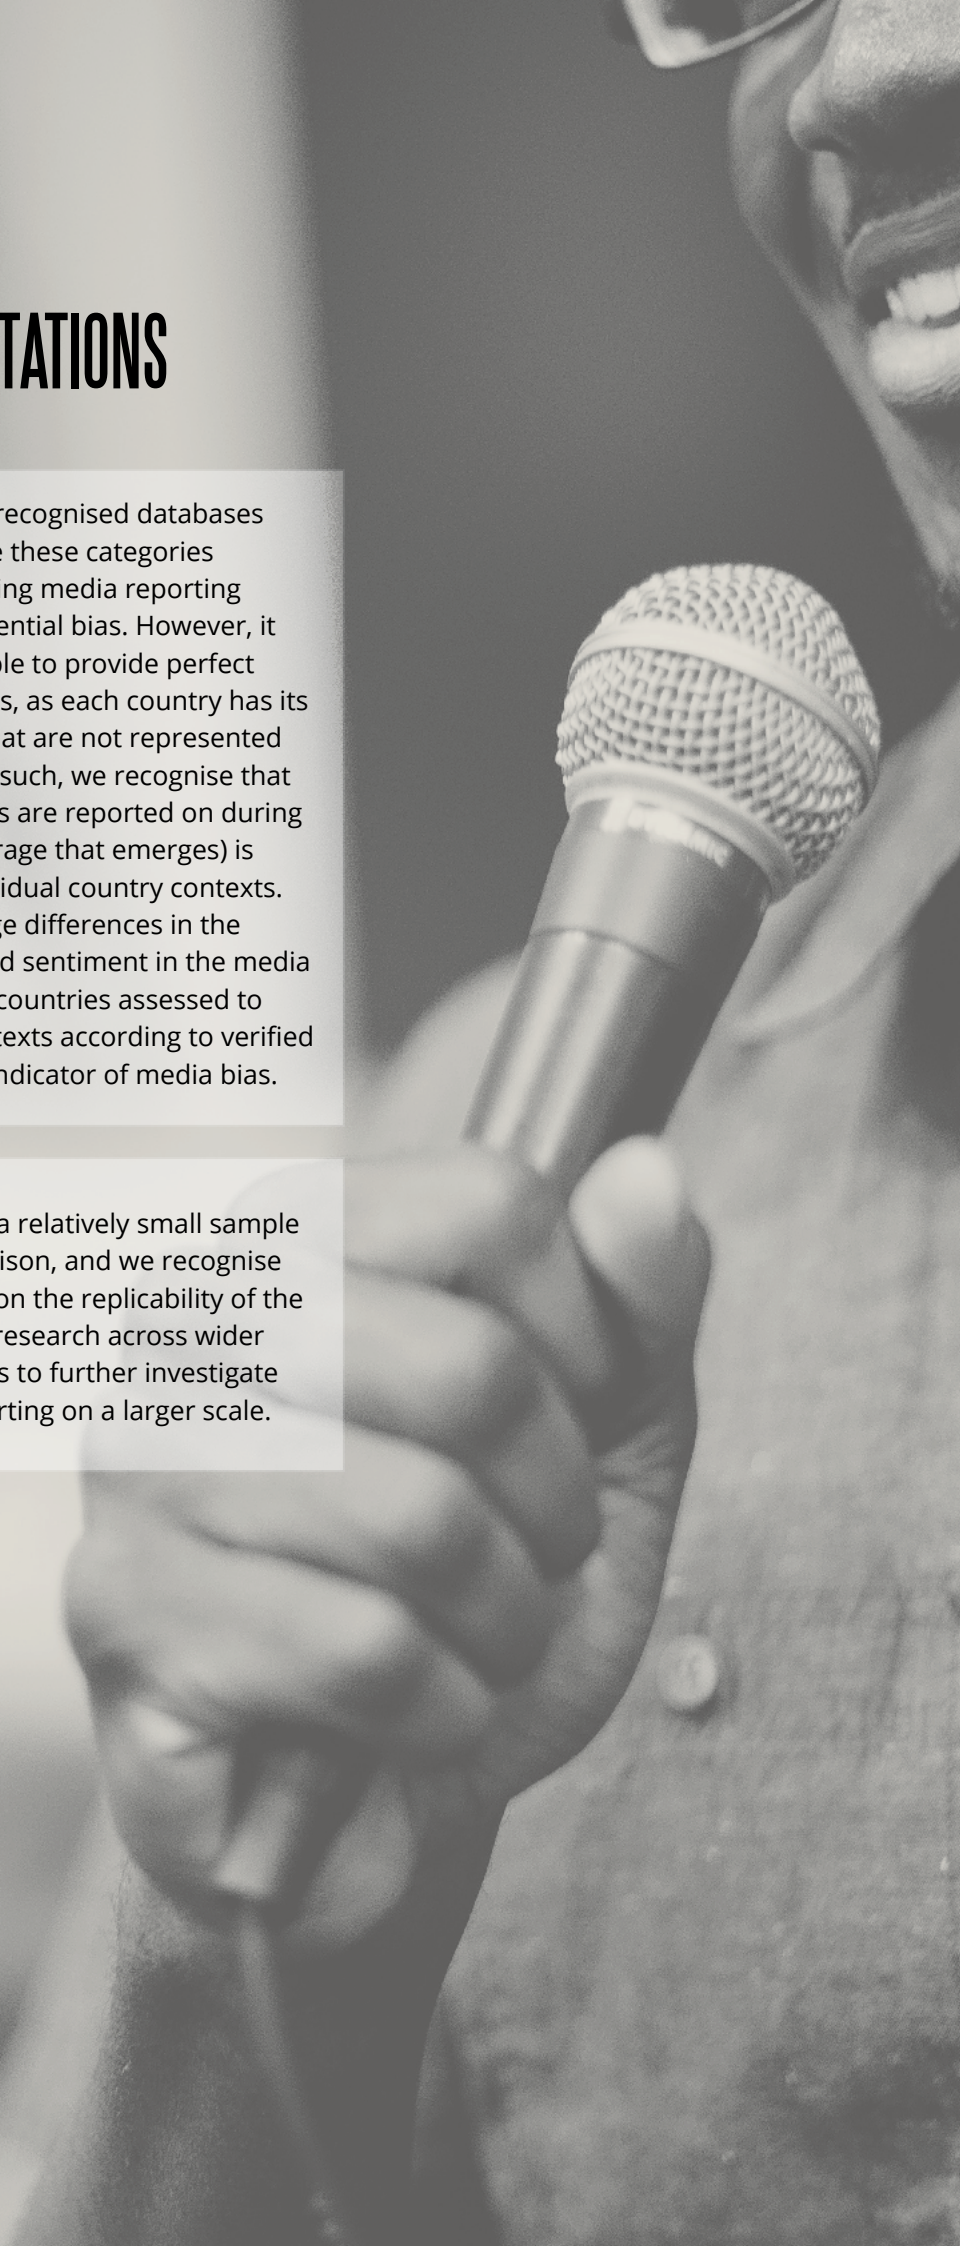 TATIONS
recognised databases
e these categories
ing media reporting
ential bias. However, it
le to provide perfect
s, as each country has its
at are not represented
such, we recognise that
s are reported on during
rage that emerges) is
idual country contexts.
ge differences in the
d sentiment in the media
countries assessed to
texts according to verified
ndicator of media bias.
a relatively small sample
ison, and we recognise
on the replicability of the
research across wider
s to further investigate
rting on a larger scale.